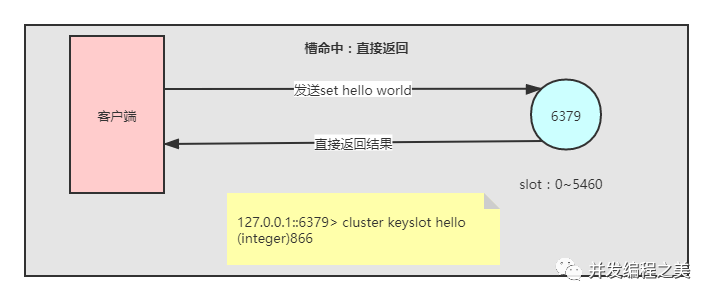 槽命中：直接返回
发送set hello world
客户端
6379
直接返回结果
slot：0~5460
127.0.0.1::6379> cluster keyslot hello
(integer)866
并发编程之美